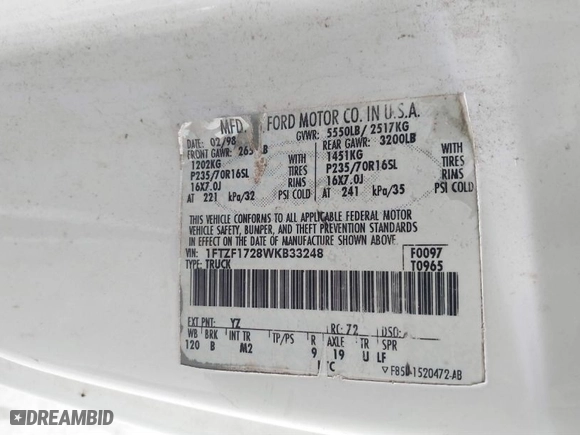 MFD. FORD MOTOR CO. IN U.S.A.
DATE: 02/98 GVWR: 5550LB/ 2517KG
FRONT GAWR: B REAR GAWR: 3200LB
1202KG WITH 1451KG WITH
P235/70R16SL TIRES P235/70R16SL TIRES
16X7.0J RIMS 16X7.0J RIMS
AT 221 kPa/32 PSI COLD AT 241 kPa/35 PSI COLD
THIS VEHICLE CONFORMS TO ALL APPLICABLE FEDERAL MOTOR
VEHICLE SAFETY, BUMPER, AND THEFT PREVENTION STANDARDS
IN EFFECT ON THE DATE OF MANUFACTURE SHOWN ABOVE.
VIN: 1FTZF1728WKB33248 F0097
TYPE: TRUCK T0965
EXT PNT: YZ RC: 72 DSO:
WB BRK INT TR TP/PS R AXLE TR SPR
120 B M2 9 19 U LF
F85B-1520472-AB
DREAMBID